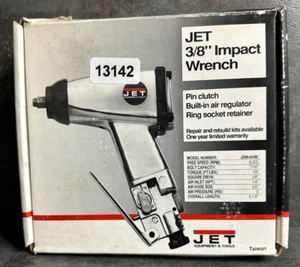 JET
3/8" Impact
Wrench
13142
JET
Pin clutch
Built-in air regulator
Ring socket retainer
Repair and rebuild kits available
One year limited warranty
MODEL NUMBER:
FREE SPEED (RPM):
BOLT CAPACITY:
TORQUE (FT LBS):
SQUARE DRIVE:
AIR INLET (NPT):
AIR HOSE SIZE:
AIR PRESSURE (PSI):
OVERALL LENGTH:
JET
EQUIPMENT & TOOLS
Taiwan